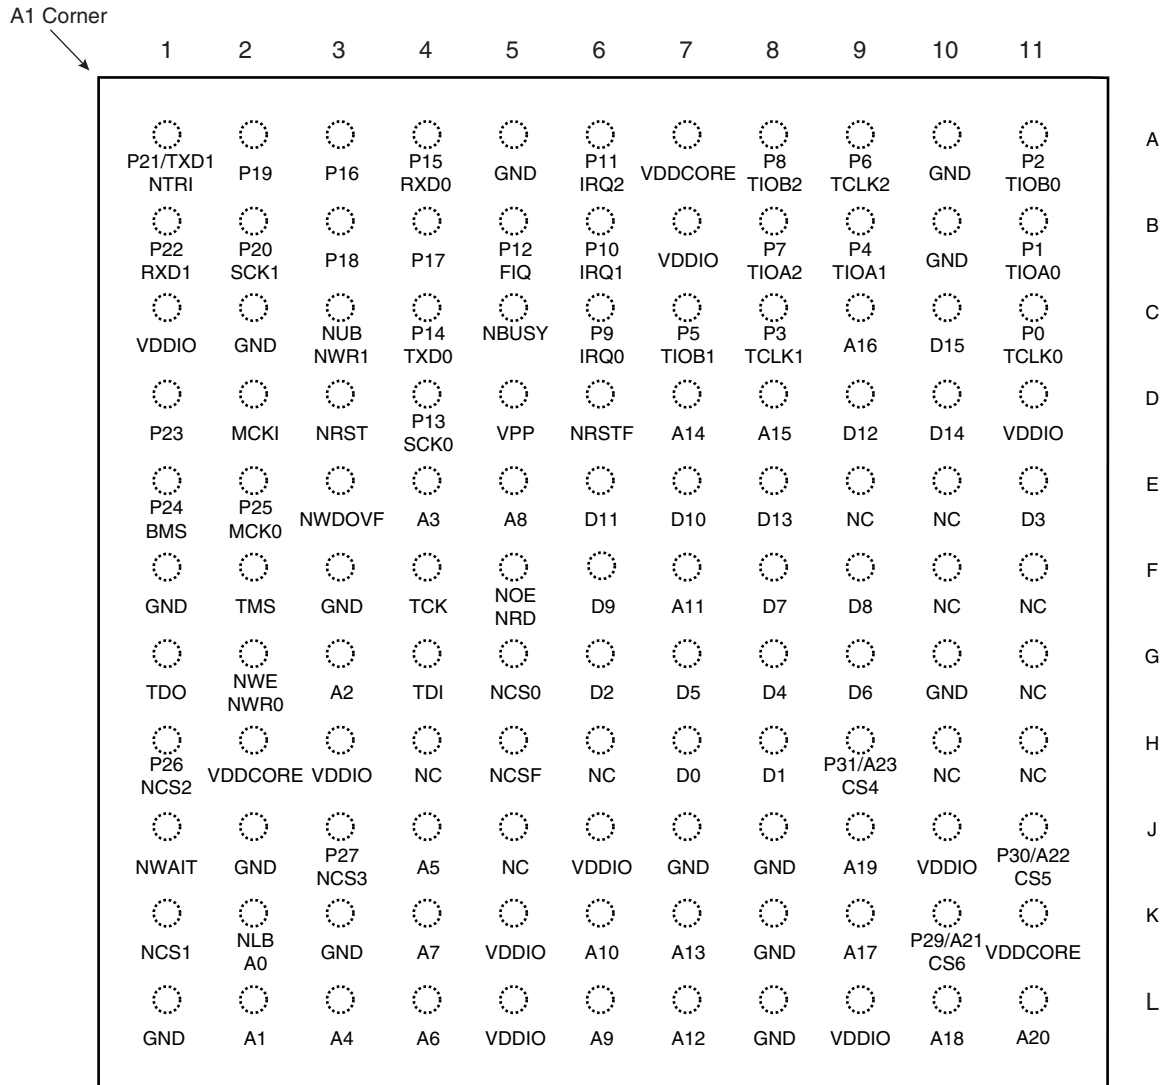 A1 Corner
1 2 3 4 5 6 7 8 9 10 11
A
P21/TXD1 P15 P11 P8 P6 P2
NTRI P19 P16 RXD0 GND IRQ2 VDDCORE TIOB2 TCLK2 GND TIOB0
B
P22 P20 P12 P10 P7 P4 P1
RXD1 SCK1 P18 P17 FIQ IRQ1 VDDIO TIOA2 TIOA1 GND TIOA0
C
NUB P14 NBUSY P9 P5 P3 P0
VDDIO GND NWR1 TXD0 IRQ0 TIOB1 TCLK1 A16 D15 TCLK0
D
P13
P23 MCKI NRST SCK0 VPP NRSTF A14 A15 D12 D14 VDDIO
E
P24 P25
BMS MCK0 NWDOVF A3 A8 D11 D10 D13 NC NC D3
F
NOE
GND TMS GND TCK NRD D9 A11 D7 D8 NC NC
G
NWE
TDO NWR0 A2 TDI NCS0 D2 D5 D4 D6 GND NC
H
P26 P31/A23
NCS2 VDDCORE VDDIO NC NCSF NC D0 D1 CS4 NC NC
J
P27 P30/A22
NWAIT GND NCS3 A5 NC VDDIO GND GND A19 VDDIO CS5
K
NLB P29/A21
NCS1 A0 GND A7 VDDIO A10 A13 GND A17 CS6 VDDCORE
L
GND A1 A4 A6 VDDIO A9 A12 GND VDDIO A18 A20